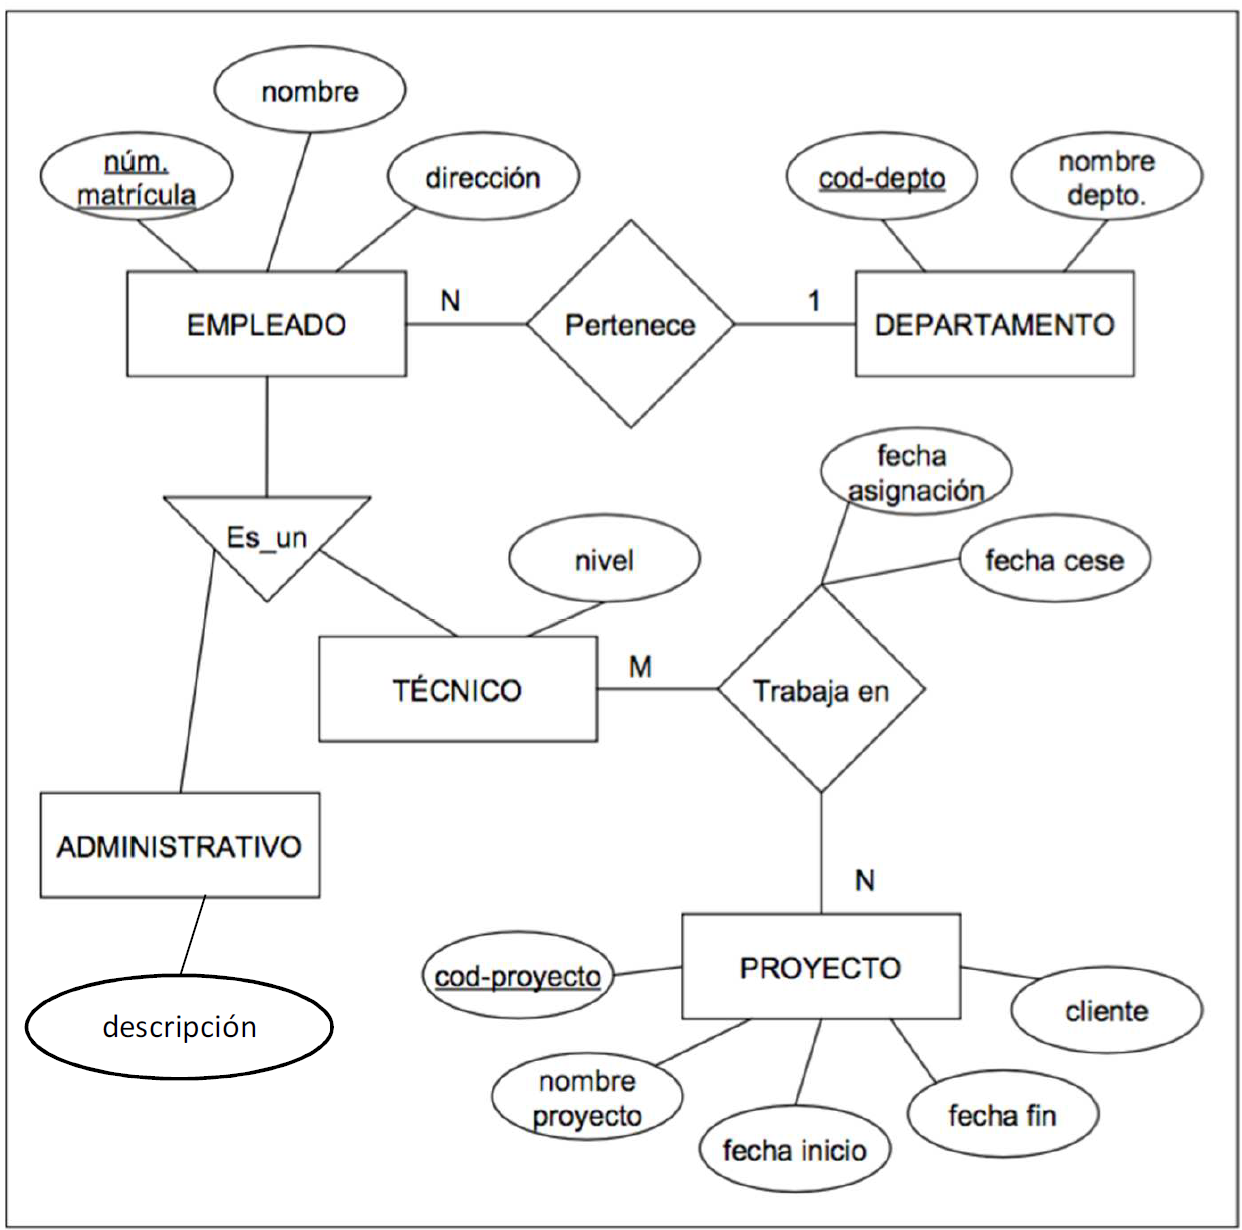 nombre
núm.
matrícula
dirección
cod-depto
nombre
depto.
EMPLEADO
N
Pertenece
1
DEPARTAMENTO
fecha
asignación
fecha cese
Es_un
nivel
TÉCNICO
M
Trabaja en
ADMINISTRATIVO
N
descripción
cod-proyecto
PROYECTO
cliente
nombre
proyecto
fecha inicio
fecha fin